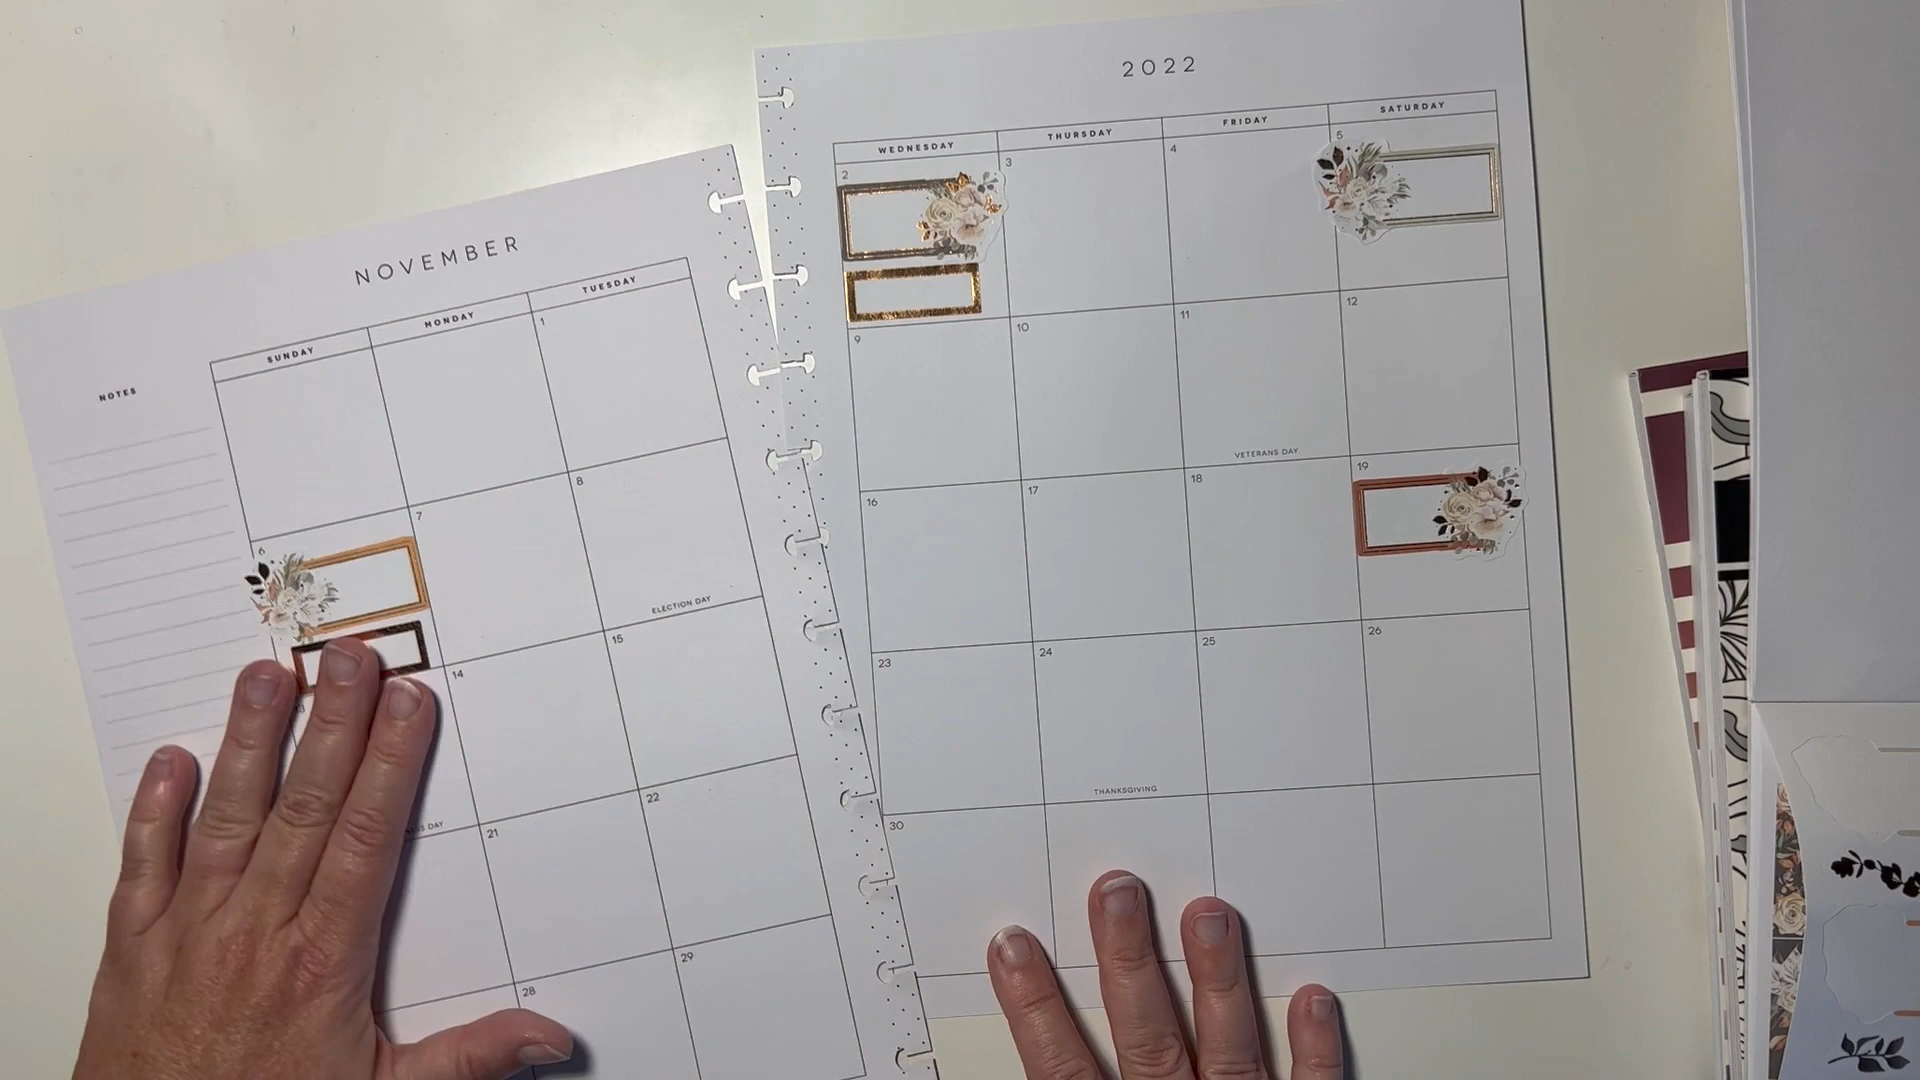 NOVEMBER
NOTES
SUNDAY MONDAY TUESDAY
1
6 7 8
ELECTION DAY
14 15
DAY
21 22
28 29
2022
WEDNESDAY THURSDAY FRIDAY SATURDAY
2 3 4 5
9 10 11 12
VETERANS DAY
16 17 18 19
23 24 25 26
THANKSGIVING
30